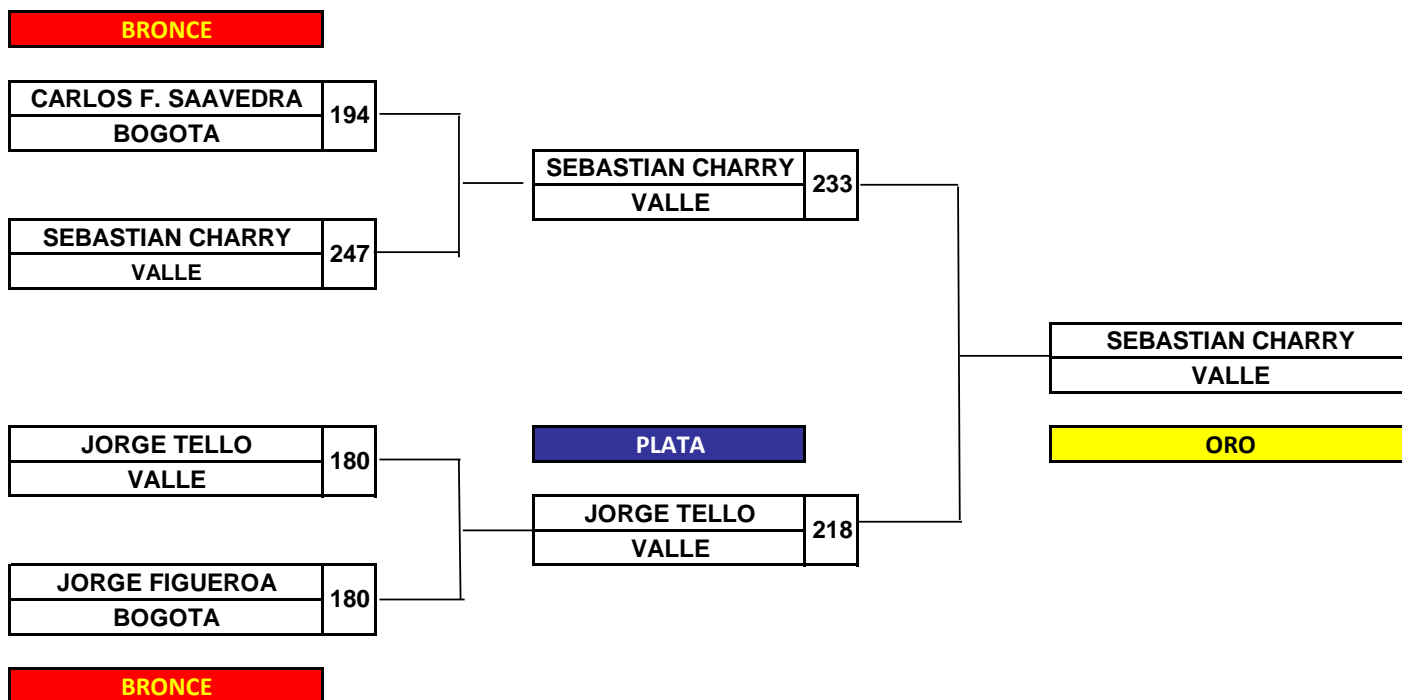 BRONCE
CARLOS F. SAAVEDRA
194
BOGOTA
SEBASTIAN CHARRY
247
VALLE
SEBASTIAN CHARRY
233
VALLE
SEBASTIAN CHARRY
VALLE
ORO
JORGE TELLO
180
VALLE
PLATA
JORGE TELLO
218
VALLE
JORGE FIGUEROA
180
BOGOTA
BRONCE